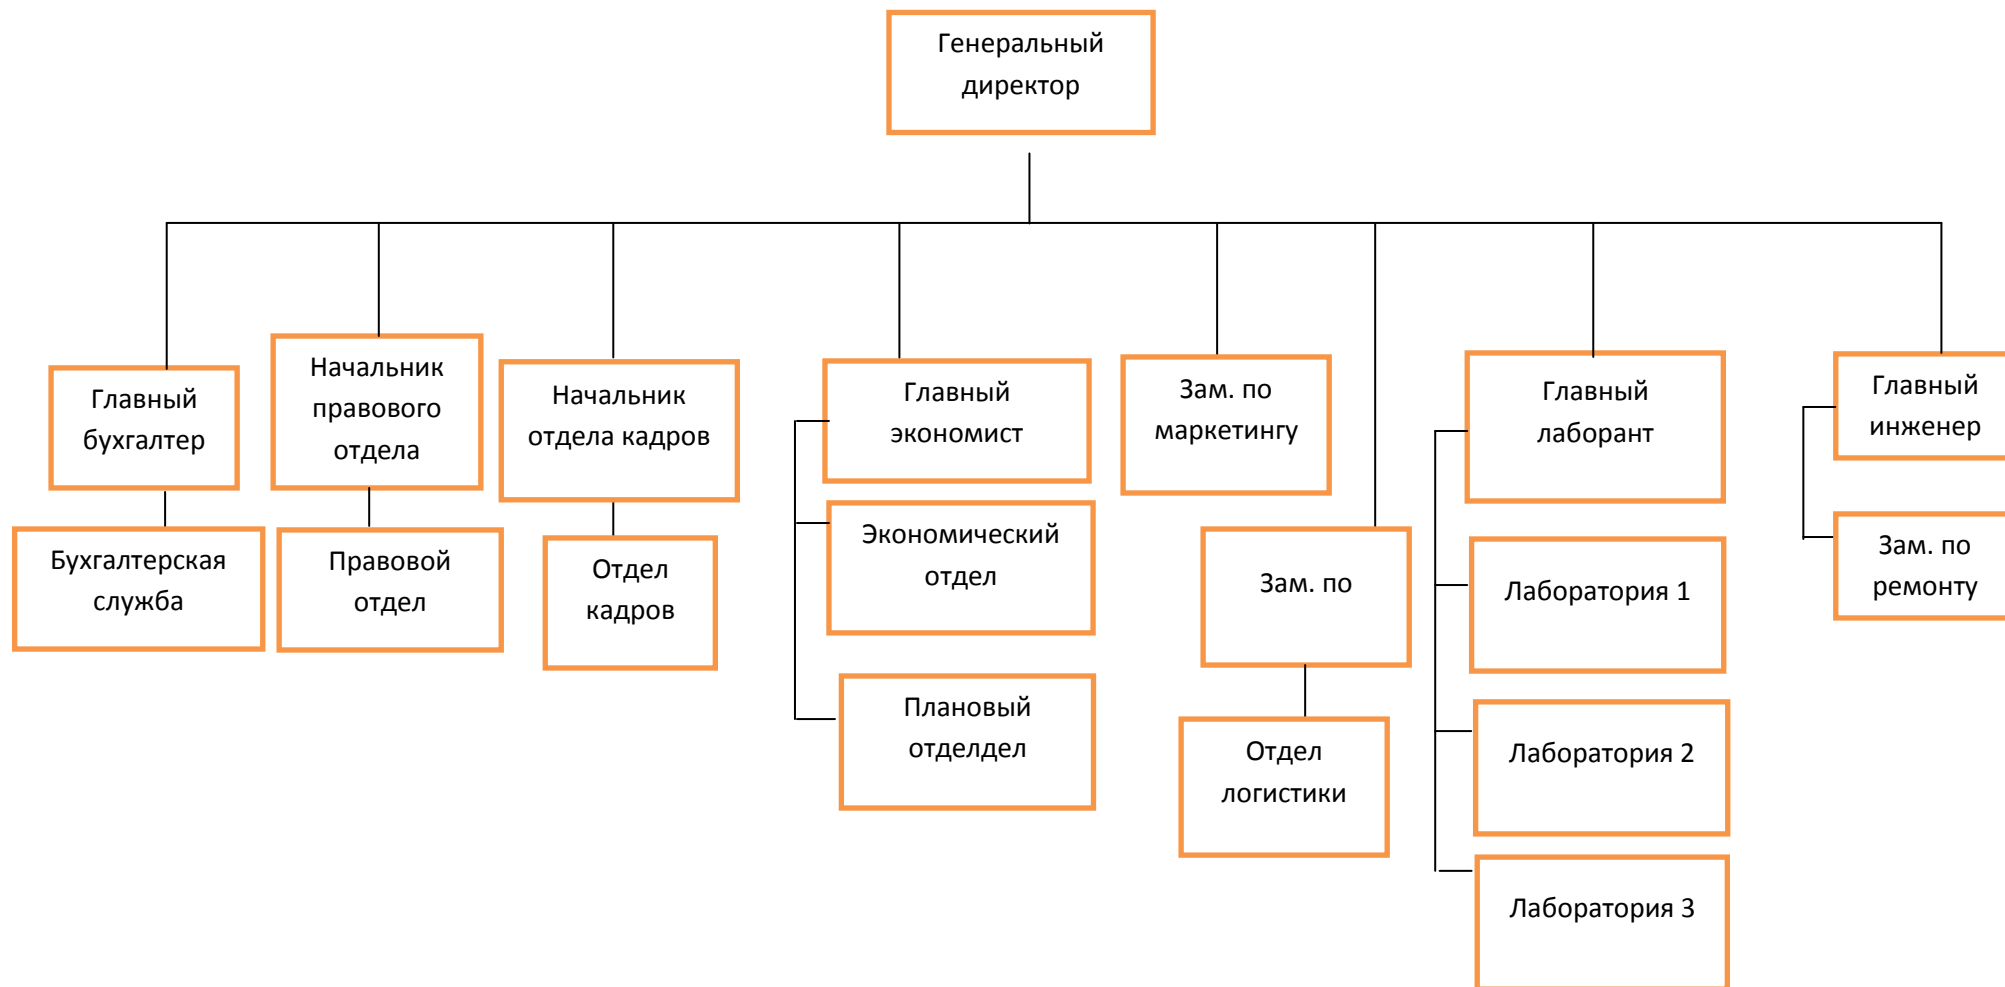 Генеральный
директор
Главный
бухгалтер
Начальник
правового
отдела
Начальник
отдела кадров
Главный
экономист
Зам. по
маркетингу
Главный
лаборант
Главный
инженер
Бухгалтерская
служба
Правовой
отдел
Отдел
кадров
Экономический
отдел
Зам. по
Лаборатория 1
Зам. по
ремонту
Плановый
отделдел
Отдел
логистики
Лаборатория 2
Лаборатория 3